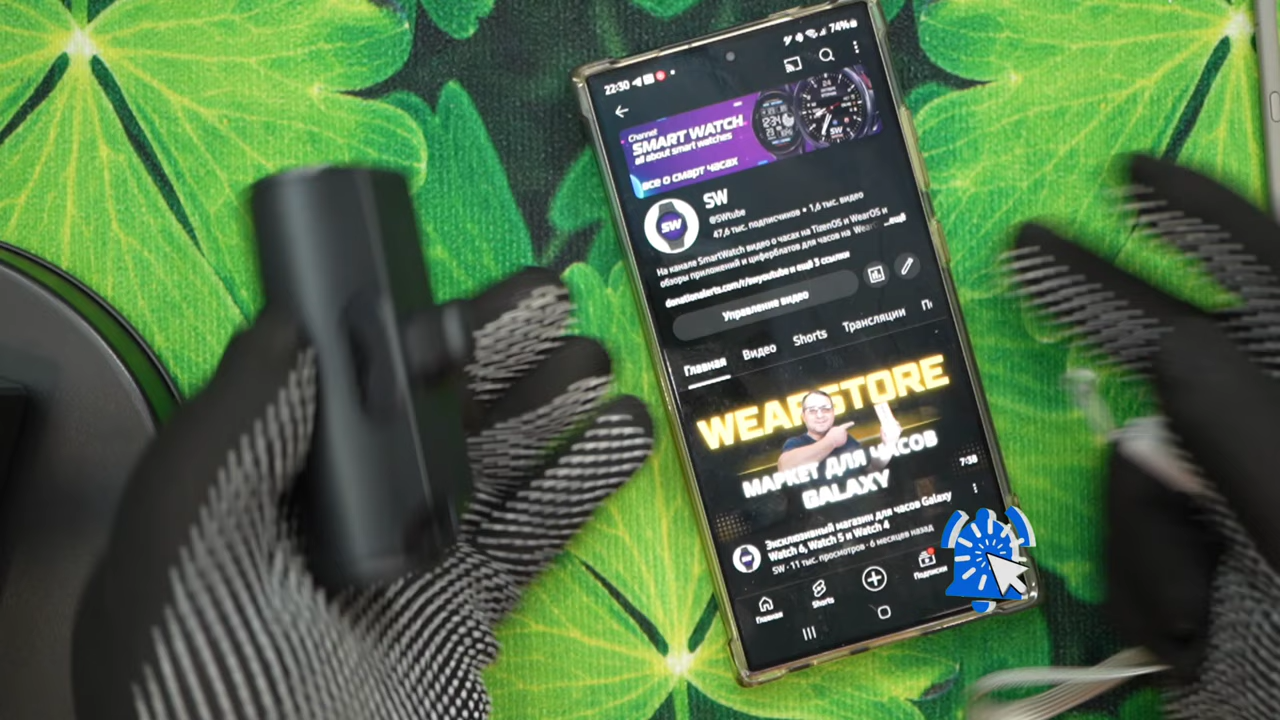 22:30
74%
Channel
SMART WATCH
all about smart watches
все о смарт часах
SW
SW
SW
@SWtube
47,6 тыс. подписчиков • 1,6 тыс. видео
На канале SmartWatch видео о часах на TizenOS и WearOS и
обзоры приложений и циферблатов для часов на Wear ...ещё
donationalerts.com/r/swyoutube и ещё 3 ссылки
Управление видео
Главная Видео Shorts Трансляции
WEARSTORE
МАРКЕТ ДЛЯ ЧАСОВ
GALAXY
7:38
Эксклюзивный магазин для часов Galaxy
Watch 6, Watch 5 и Watch 4
SW · 11 тыс. просмотров · 6 месяцев назад
Главная Shorts Подписки